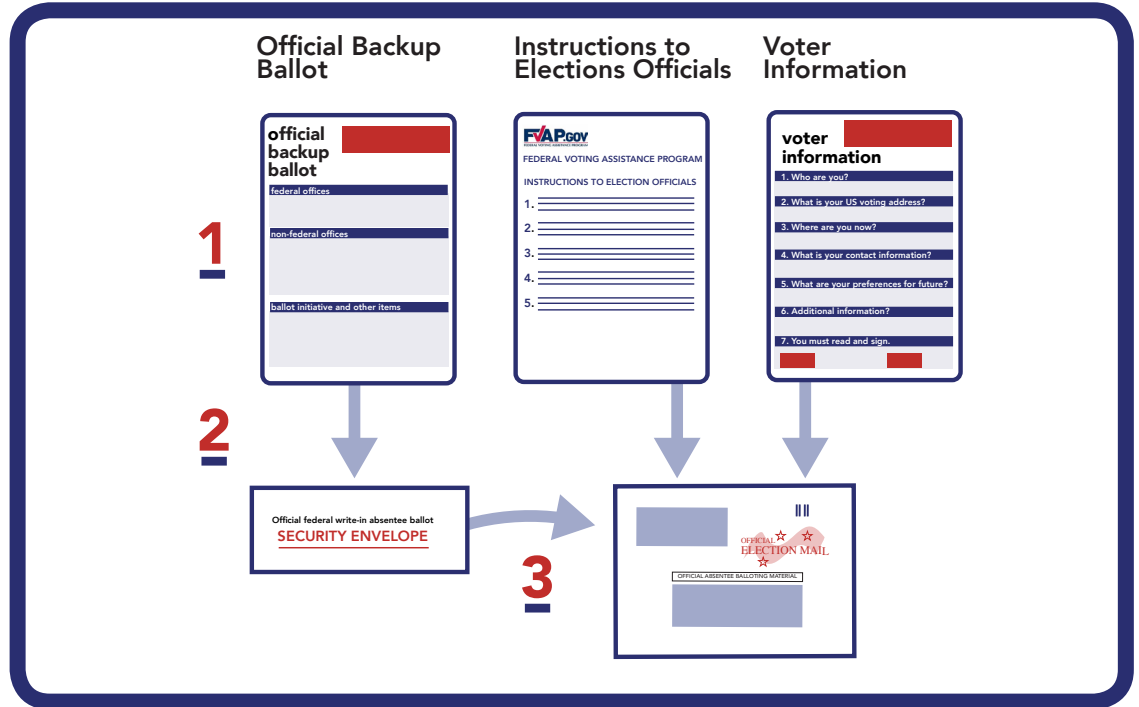 Official Backup
Ballot
Instructions to
Elections Officials
Voter
Information
1
official
backup
ballot
federal offices
non-federal offices
ballot initiative and other items
FVAP.GOV
FEDERAL VOTING ASSISTANCE PROGRAM
FEDERAL VOTING ASSISTANCE PROGRAM
INSTRUCTIONS TO ELECTION OFFICIALS
1.
2.
3.
4.
5.
voter
information
1. Who are you?
2. What is your US voting address?
3. Where are you now?
4. What is your contact information?
5. What are your preferences for future?
6. Additional information?
7. You must read and sign.
2
Official federal write-in absentee ballot
SECURITY ENVELOPE
3
OFFICIAL
ELECTION MAIL
OFFICIAL ABSENTEE BALLOTING MATERIAL